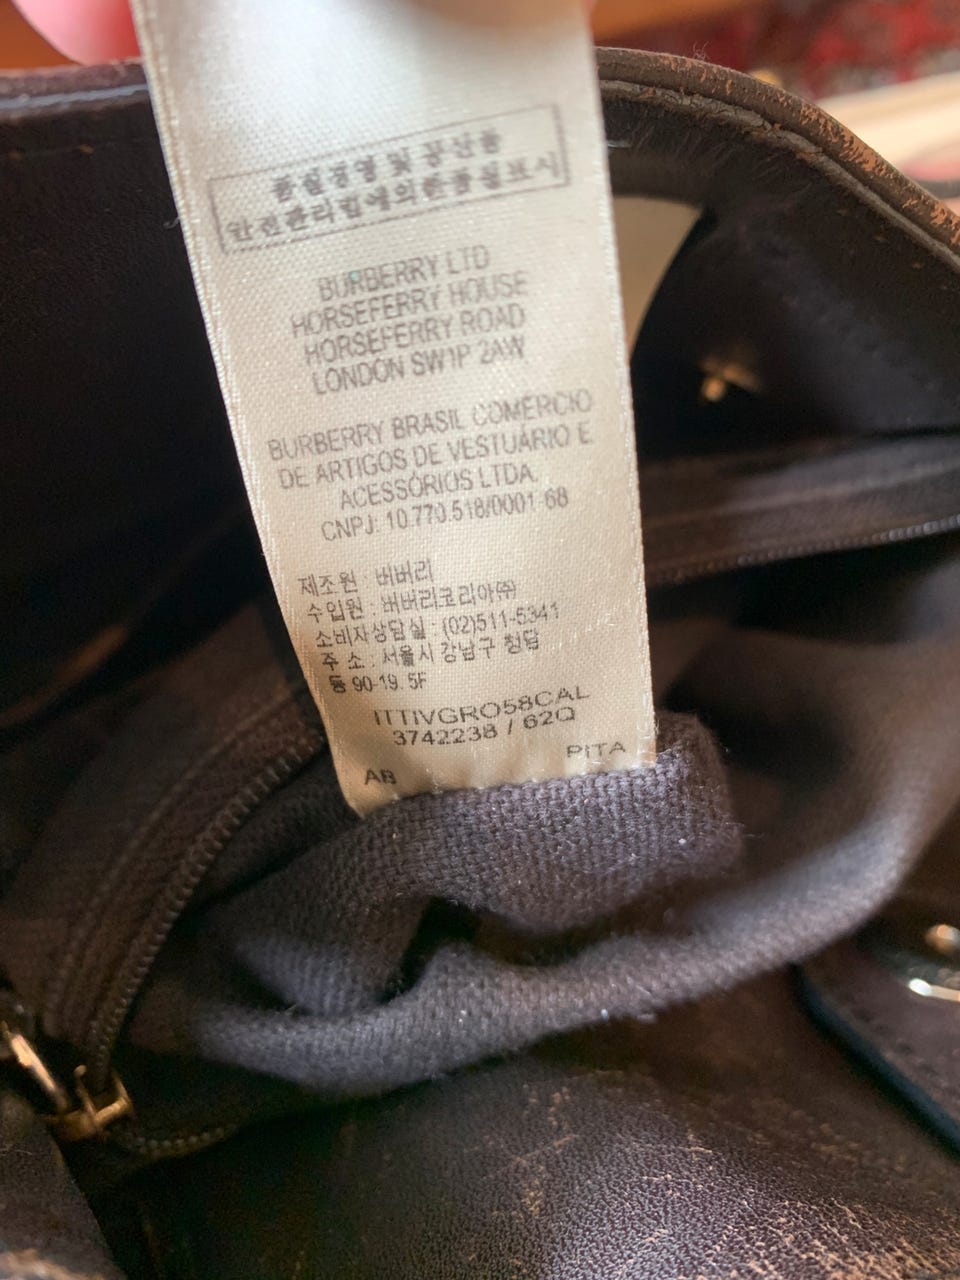 품질경영 및 공산품
안전관리법에의한품질표시
BURBERRY LTD
HORSEFERRY HOUSE
HORSEFERRY ROAD
LONDON SW1P 2AW
BURBERRY BRASIL COMÉRCIO
DE ARTIGOS DE VESTUÁRIO E
ACESSÓRIOS LTDA.
CNPJ: 10.770.518/0001-68
제조원 : 버버리
수입원 : 버버리코리아㈜
소비자상담실 : (02)511-5341
주 소 : 서울시 강남구 청담
동 90-19. 5F
ITTIVGRO58CAL
3742238 / 62Q
AB PITA